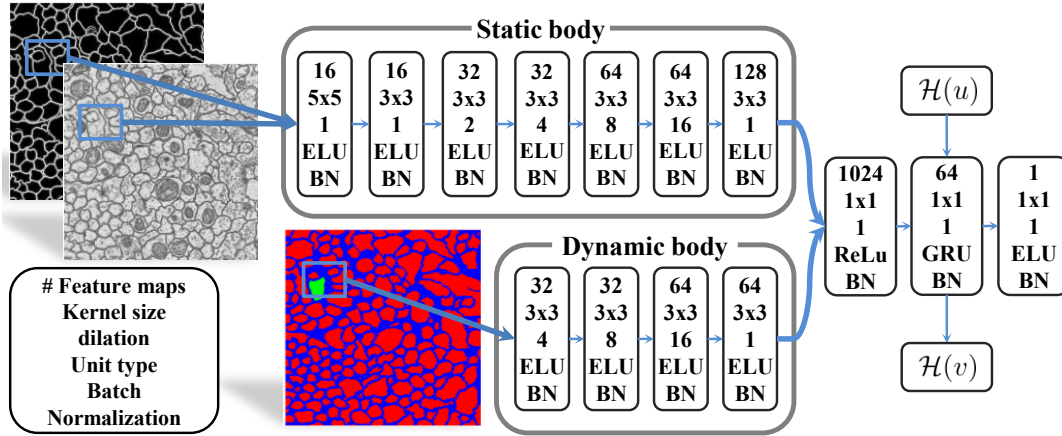 Static body
16
5x5
1
ELU
BN
16
3x3
1
ELU
BN
32
3x3
2
ELU
BN
32
3x3
4
ELU
BN
64
3x3
8
ELU
BN
64
3x3
16
ELU
BN
128
3x3
1
ELU
BN
Dynamic body
32
3x3
4
ELU
BN
32
3x3
8
ELU
BN
64
3x3
16
ELU
BN
64
3x3
1
ELU
BN
1024
1x1
1
ReLu
BN
ℋ(u)
64
1x1
1
GRU
BN
ℋ(v)
1
1x1
1
ELU
BN
# Feature maps
Kernel size
dilation
Unit type
Batch
Normalization